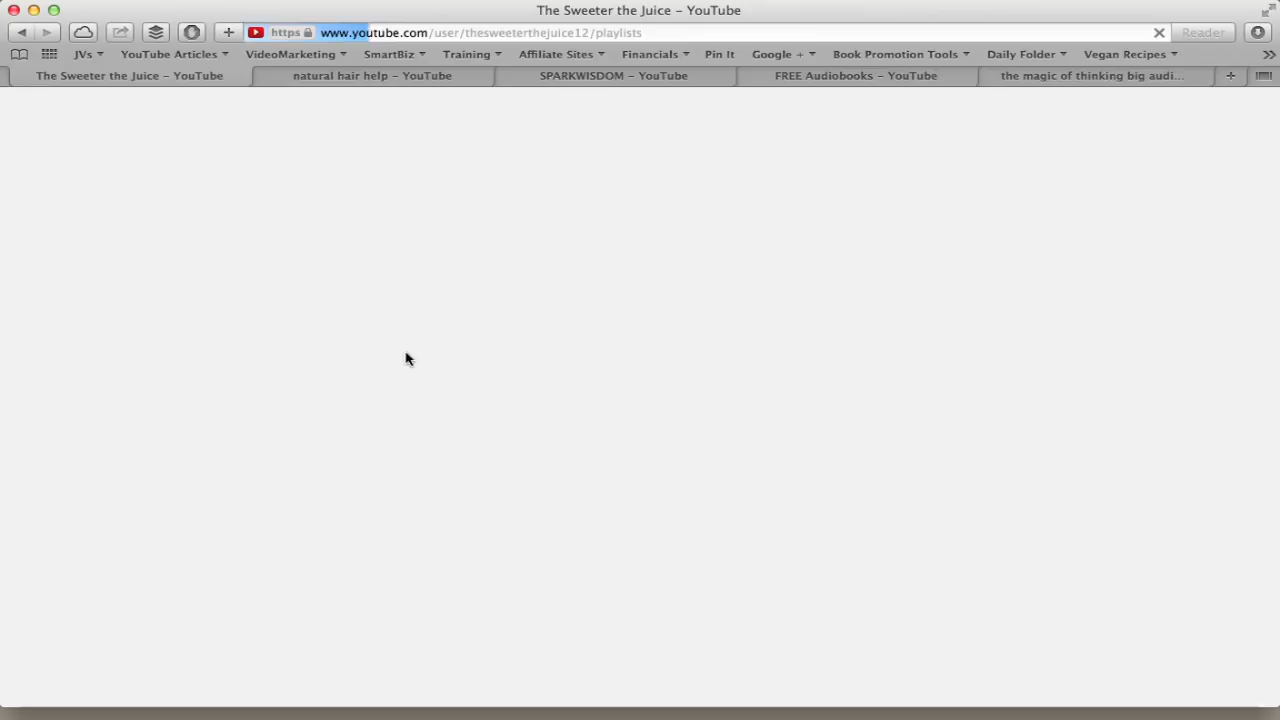 The Sweeter the Juice – YouTube
https www.youtube.com/user/thesweeterthejuice12/playlists Reader
JVs YouTube Articles VideoMarketing SmartBiz Training Affiliate Sites Financials Pin It Google + Book Promotion Tools Daily Folder Vegan Recipes
The Sweeter the Juice – YouTube natural hair help – YouTube SPARKWISDOM – YouTube FREE Audiobooks – YouTube the magic of thinking big audi...